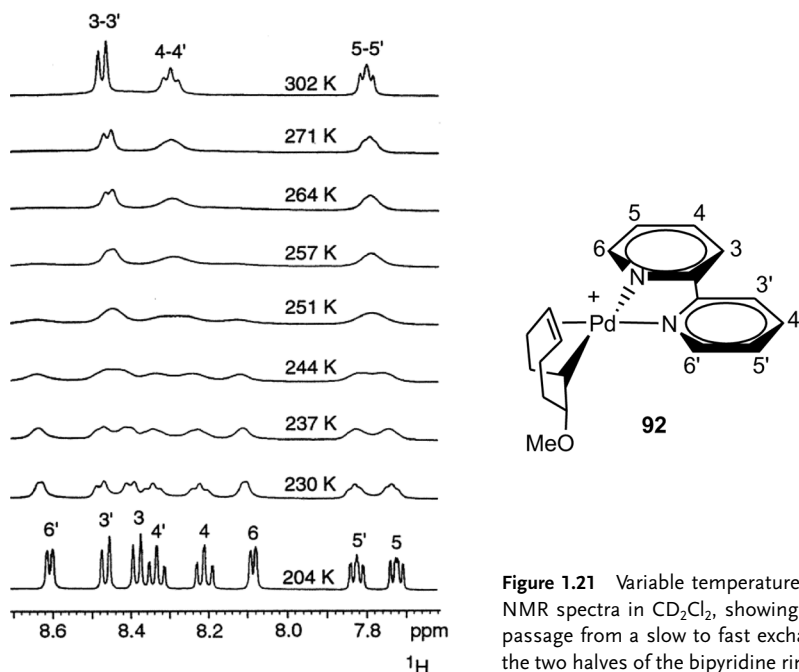 3-3'
4-4'
5-5'
302 K
271 K
264 K
257 K
251 K
244 K
237 K
230 K
6'
3'
3
4'
4
6
5'
5
204 K
8.6
8.4
8.2
8.0
7.8
ppm
¹H
5
4
6
3
N
3'
+
Pd
N
4
6'
5'
MeO
92
Figure 1.21 Variable temperature
NMR spectra in CD₂Cl₂, showing
passage from a slow to fast
the two halves of the bipyridine